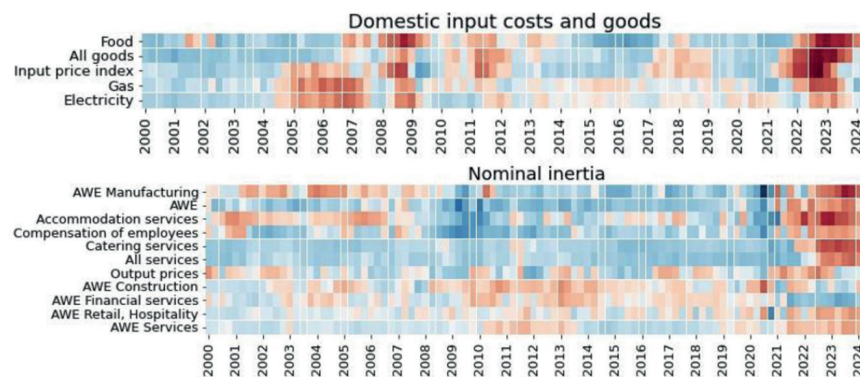 Domestic input costs and goods
Food
All goods
Input price index
Gas
Electricity
2000 2001 2002 2003 2004 2005 2006 2007 2008 2009 2010 2011 2012 2013 2014 2015 2016 2017 2018 2019 2020 2021 2022 2023 2024
Nominal inertia
AWE Manufacturing
AWE
Accommodation services
Compensation of employees
Catering services
All services
Output prices
AWE Construction
AWE Financial services
AWE Retail, Hospitality
AWE Services
2000 2001 2002 2003 2004 2005 2006 2007 2008 2009 2010 2011 2012 2013 2014 2015 2016 2017 2018 2019 2020 2021 2022 2023 2024